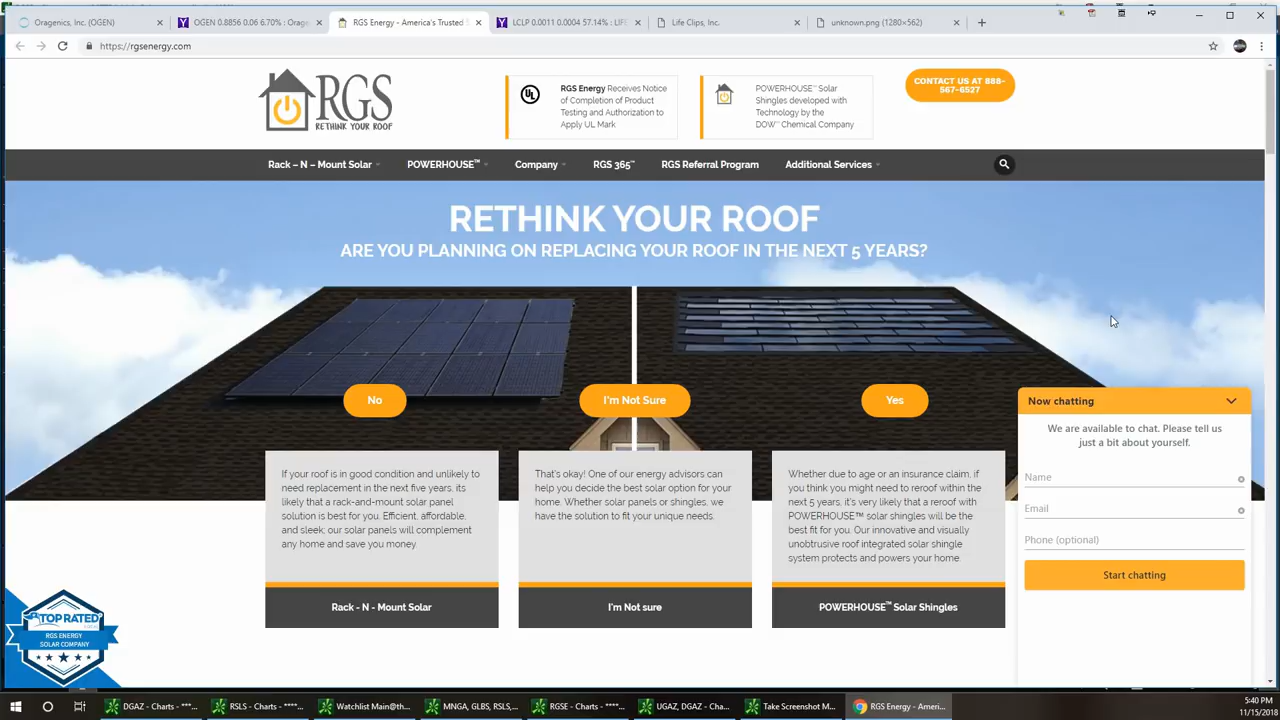 Oragenics, Inc. (OGEN)
OGEN 0.8856 0.06 6.70% : Orage
RGS Energy - America's Trusted S
LCLP 0.0011 0.0004 57.14% : LIFE
Life Clips, Inc.
unknown.png (1280×562)
https://rgsenergy.com
RGS
RETHINK YOUR ROOF
UL
RGS Energy Receives Notice
of Completion of Product
Testing and Authorization to
Apply UL Mark
POWERHOUSE™ Solar
Shingles developed with
Technology by the
DOW™ Chemical Company
CONTACT US AT 888-
567-6527
Rack – N – Mount Solar
POWERHOUSE™
Company
RGS 365™
RGS Referral Program
Additional Services
RETHINK YOUR ROOF
ARE YOU PLANNING ON REPLACING YOUR ROOF IN THE NEXT 5 YEARS?
No
I'm Not Sure
Yes
If your roof is in good condition and unlikely to
need replacement in the next five years, its
likely that a rack-and-mount solar panel
solution is best for you. Efficient, affordable,
and sleek; our solar panels will complement
any home and save you money.
Rack - N - Mount Solar
That's okay! One of our energy advisors can
help you decide the best solar option for your
home. Whether solar panels or shingles, we
have the solution to fit your unique needs.
I'm Not sure
Whether due to age or an insurance claim, if
you think you might need to reroof within the
next 5 years, it's very likely that a reroof with
POWERHOUSE™ solar shingles will be the
best fit for you. Our innovative and visually
unobtrusive roof integrated solar shingle
system protects and powers your home.
POWERHOUSE™ Solar Shingles
Now chatting
We are available to chat. Please tell us
just a bit about yourself.
Name
Email
Phone (optional)
Start chatting
TOP RATED
RGS ENERGY
SOLAR COMPANY
DGAZ - Charts - ***...
RSLS - Charts - ****...
Watchlist Main@th...
MNGA, GLBS, RSLS,...
RGSE - Charts - ***...
UGAZ, DGAZ - Cha...
Take Screenshot M...
RGS Energy - Ameri...
5:40 PM
11/15/2018